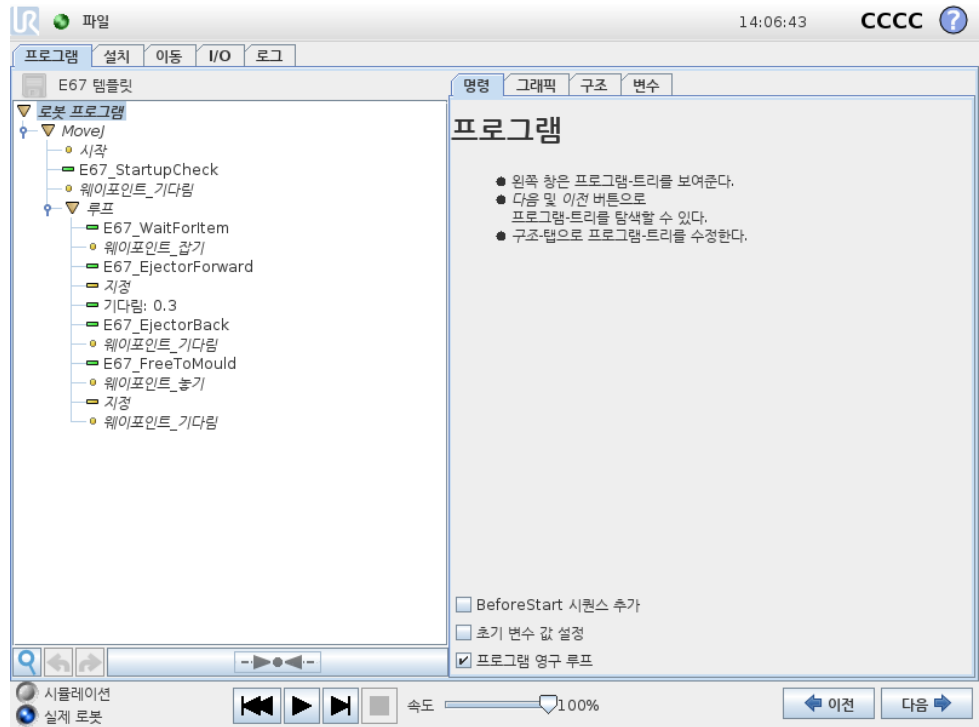 UR 파일 14:06:43 CCCC ?
프로그램 설치 이동 I/O 로그
E67 템플릿
로봇 프로그램
MoveJ
시작
E67_StartupCheck
웨이포인트_기다림
루프
E67_WaitForItem
웨이포인트_잡기
E67_EjectorForward
지정
기다림: 0.3
E67_EjectorBack
웨이포인트_기다림
E67_FreeToMould
웨이포인트_놓기
지정
웨이포인트_기다림
명령 그래픽 구조 변수
프로그램
● 왼쪽 창은 프로그램-트리를 보여준다.
● 다음 및 이전 버튼으로
프로그램-트리를 탐색할 수 있다.
● 구조-탭으로 프로그램-트리를 수정한다.
BeforeStart 시퀀스 추가
초기 변수 값 설정
프로그램 영구 루프
시뮬레이션
실제 로봇
속도 100%
이전 다음